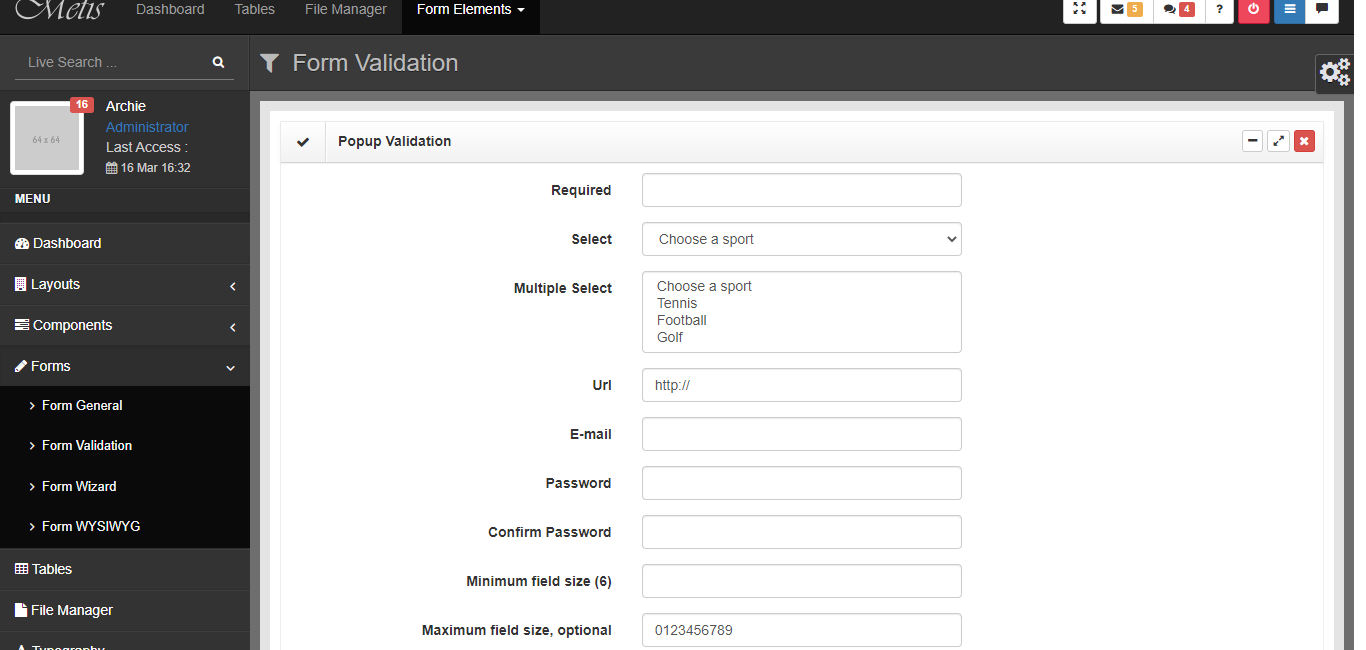 Metis
Dashboard
Tables
File Manager
Form Elements
5
4
?
Live Search ...
Form Validation
16
64 x 64
Archie
Administrator
Last Access :
16 Mar 16:32
MENU
Dashboard
Layouts
Components
Forms
Form General
Form Validation
Form Wizard
Form WYSIWYG
Tables
File Manager
Typography
Popup Validation
Required
Select
Choose a sport
Multiple Select
Choose a sport
Tennis
Football
Golf
Url
http://
E-mail
Password
Confirm Password
Minimum field size (6)
Maximum field size, optional
0123456789